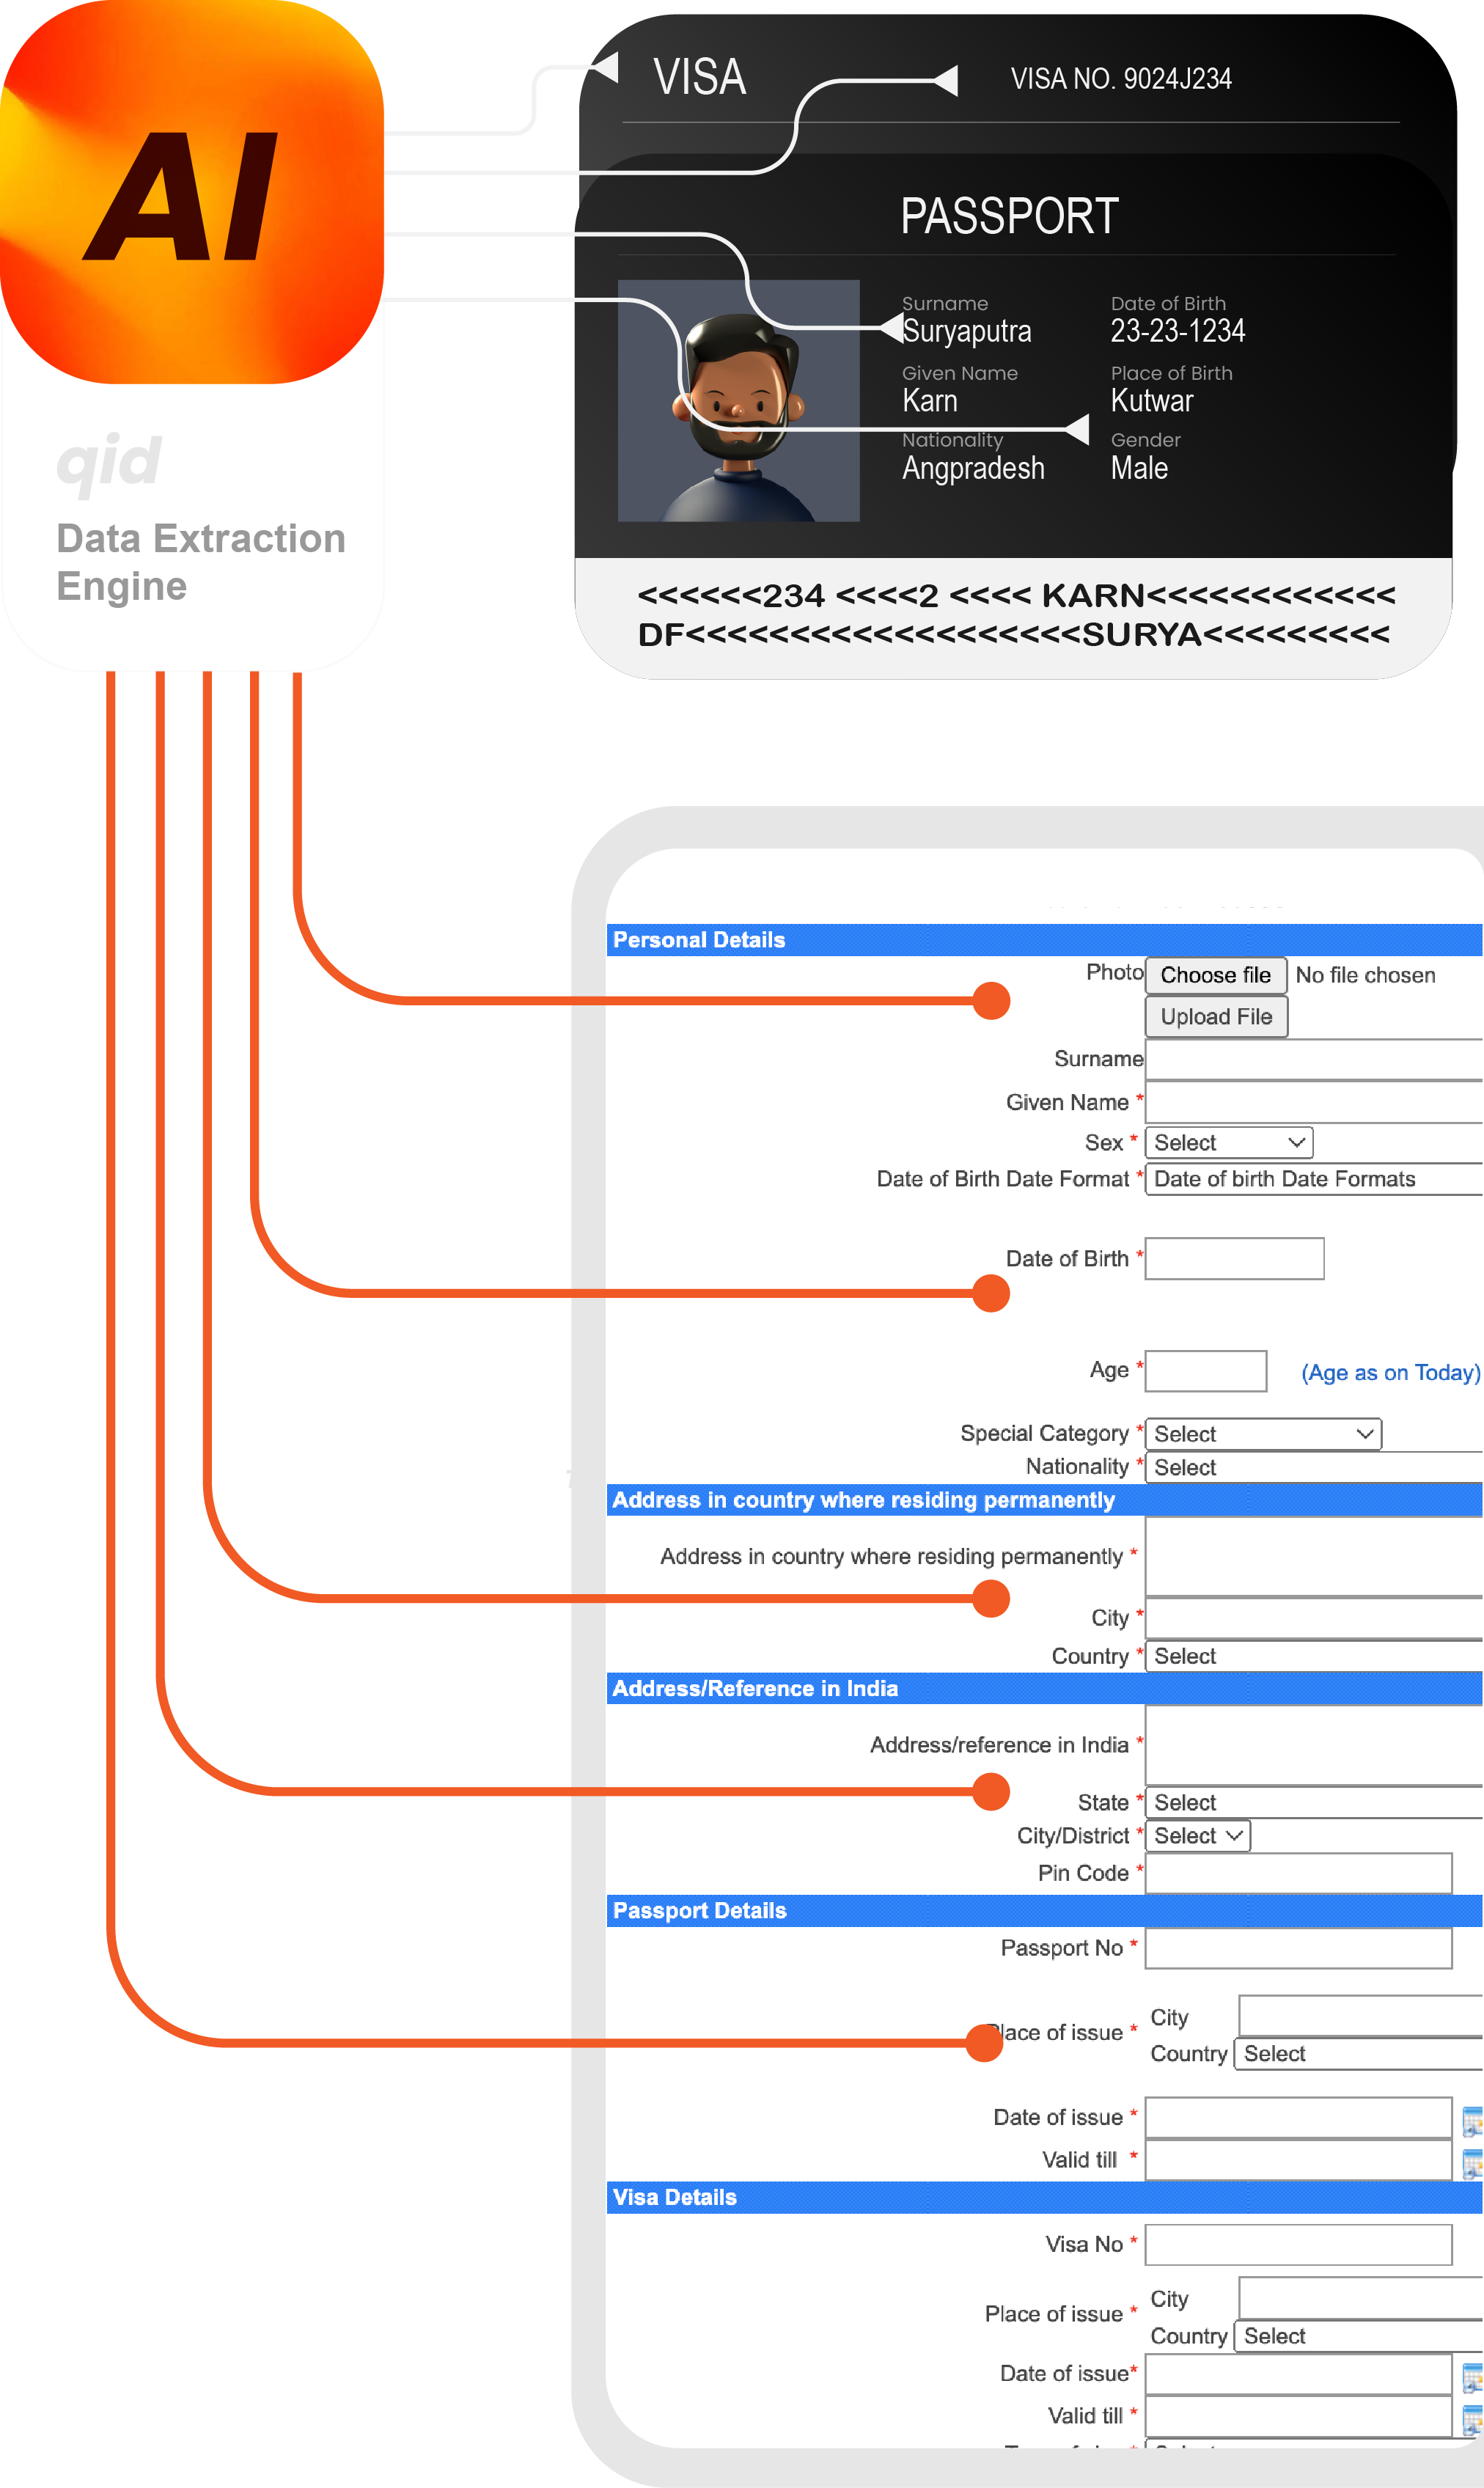 AI
qid
Data Extraction
Engine
VISA
VISA NO. 9024J234
PASSPORT
Surname
Suryaputra
Date of Birth
23-23-1234
Given Name
Karn
Place of Birth
Kutwar
Nationality
Angpradesh
Gender
Male
<<<<<<234 <<<<2 <<<< KARN<<<<<<<<<<<<
DF<<<<<<<<<<<<<<<<<<<SURYA<<<<<<<<<
Personal Details
Photo Choose file No file chosen
Upload File
Surname
Given Name *
Sex * Select
Date of Birth Date Format * Date of birth Date Formats
Date of Birth *
Age * (Age as on Today)
Special Category * Select
Nationality * Select
Address in country where residing permanently
Address in country where residing permanently *
City *
Country * Select
Address/Reference in India
Address/reference in India *
State * Select
City/District * Select
Pin Code *
Passport Details
Passport No *
Place of issue * City
Country Select
Date of issue *
Valid till *
Visa Details
Visa No *
Place of issue * City
Country Select
Date of issue*
Valid till *